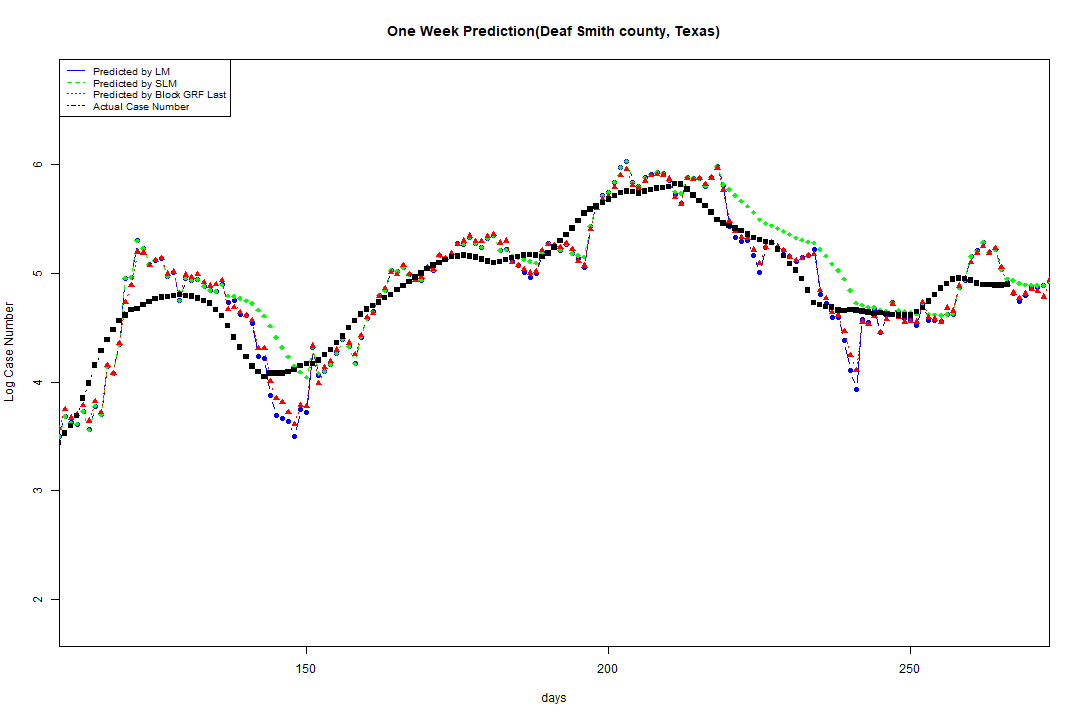 One Week Prediction(Deaf Smith county, Texas)
Predicted by LM
Predicted by SLM
Predicted by Block GRF Last
Actual Case Number
6
5
4
3
2
Log Case Number
150 200 250
days